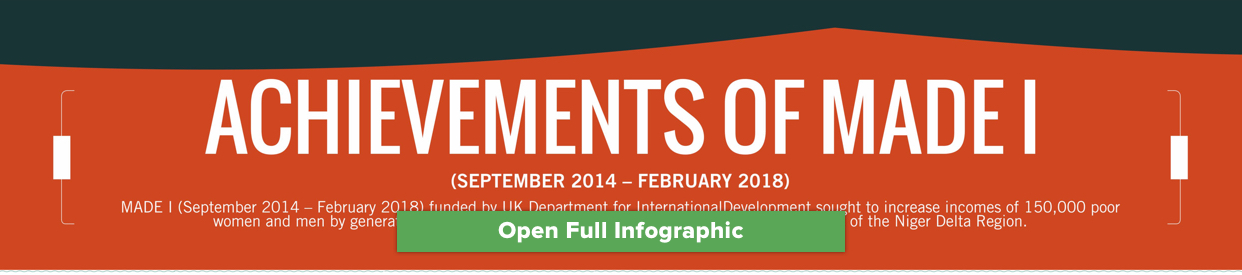 ACHIEVEMENTS OF MADE I
(SEPTEMBER 2014 – FEBRUARY 2018)
MADE I (September 2014 – February 2018) funded by UK Department for InternationalDevelopment sought to increase incomes of 150,000 poor
women and men by of the Niger Delta Region.
Open Full Infographic